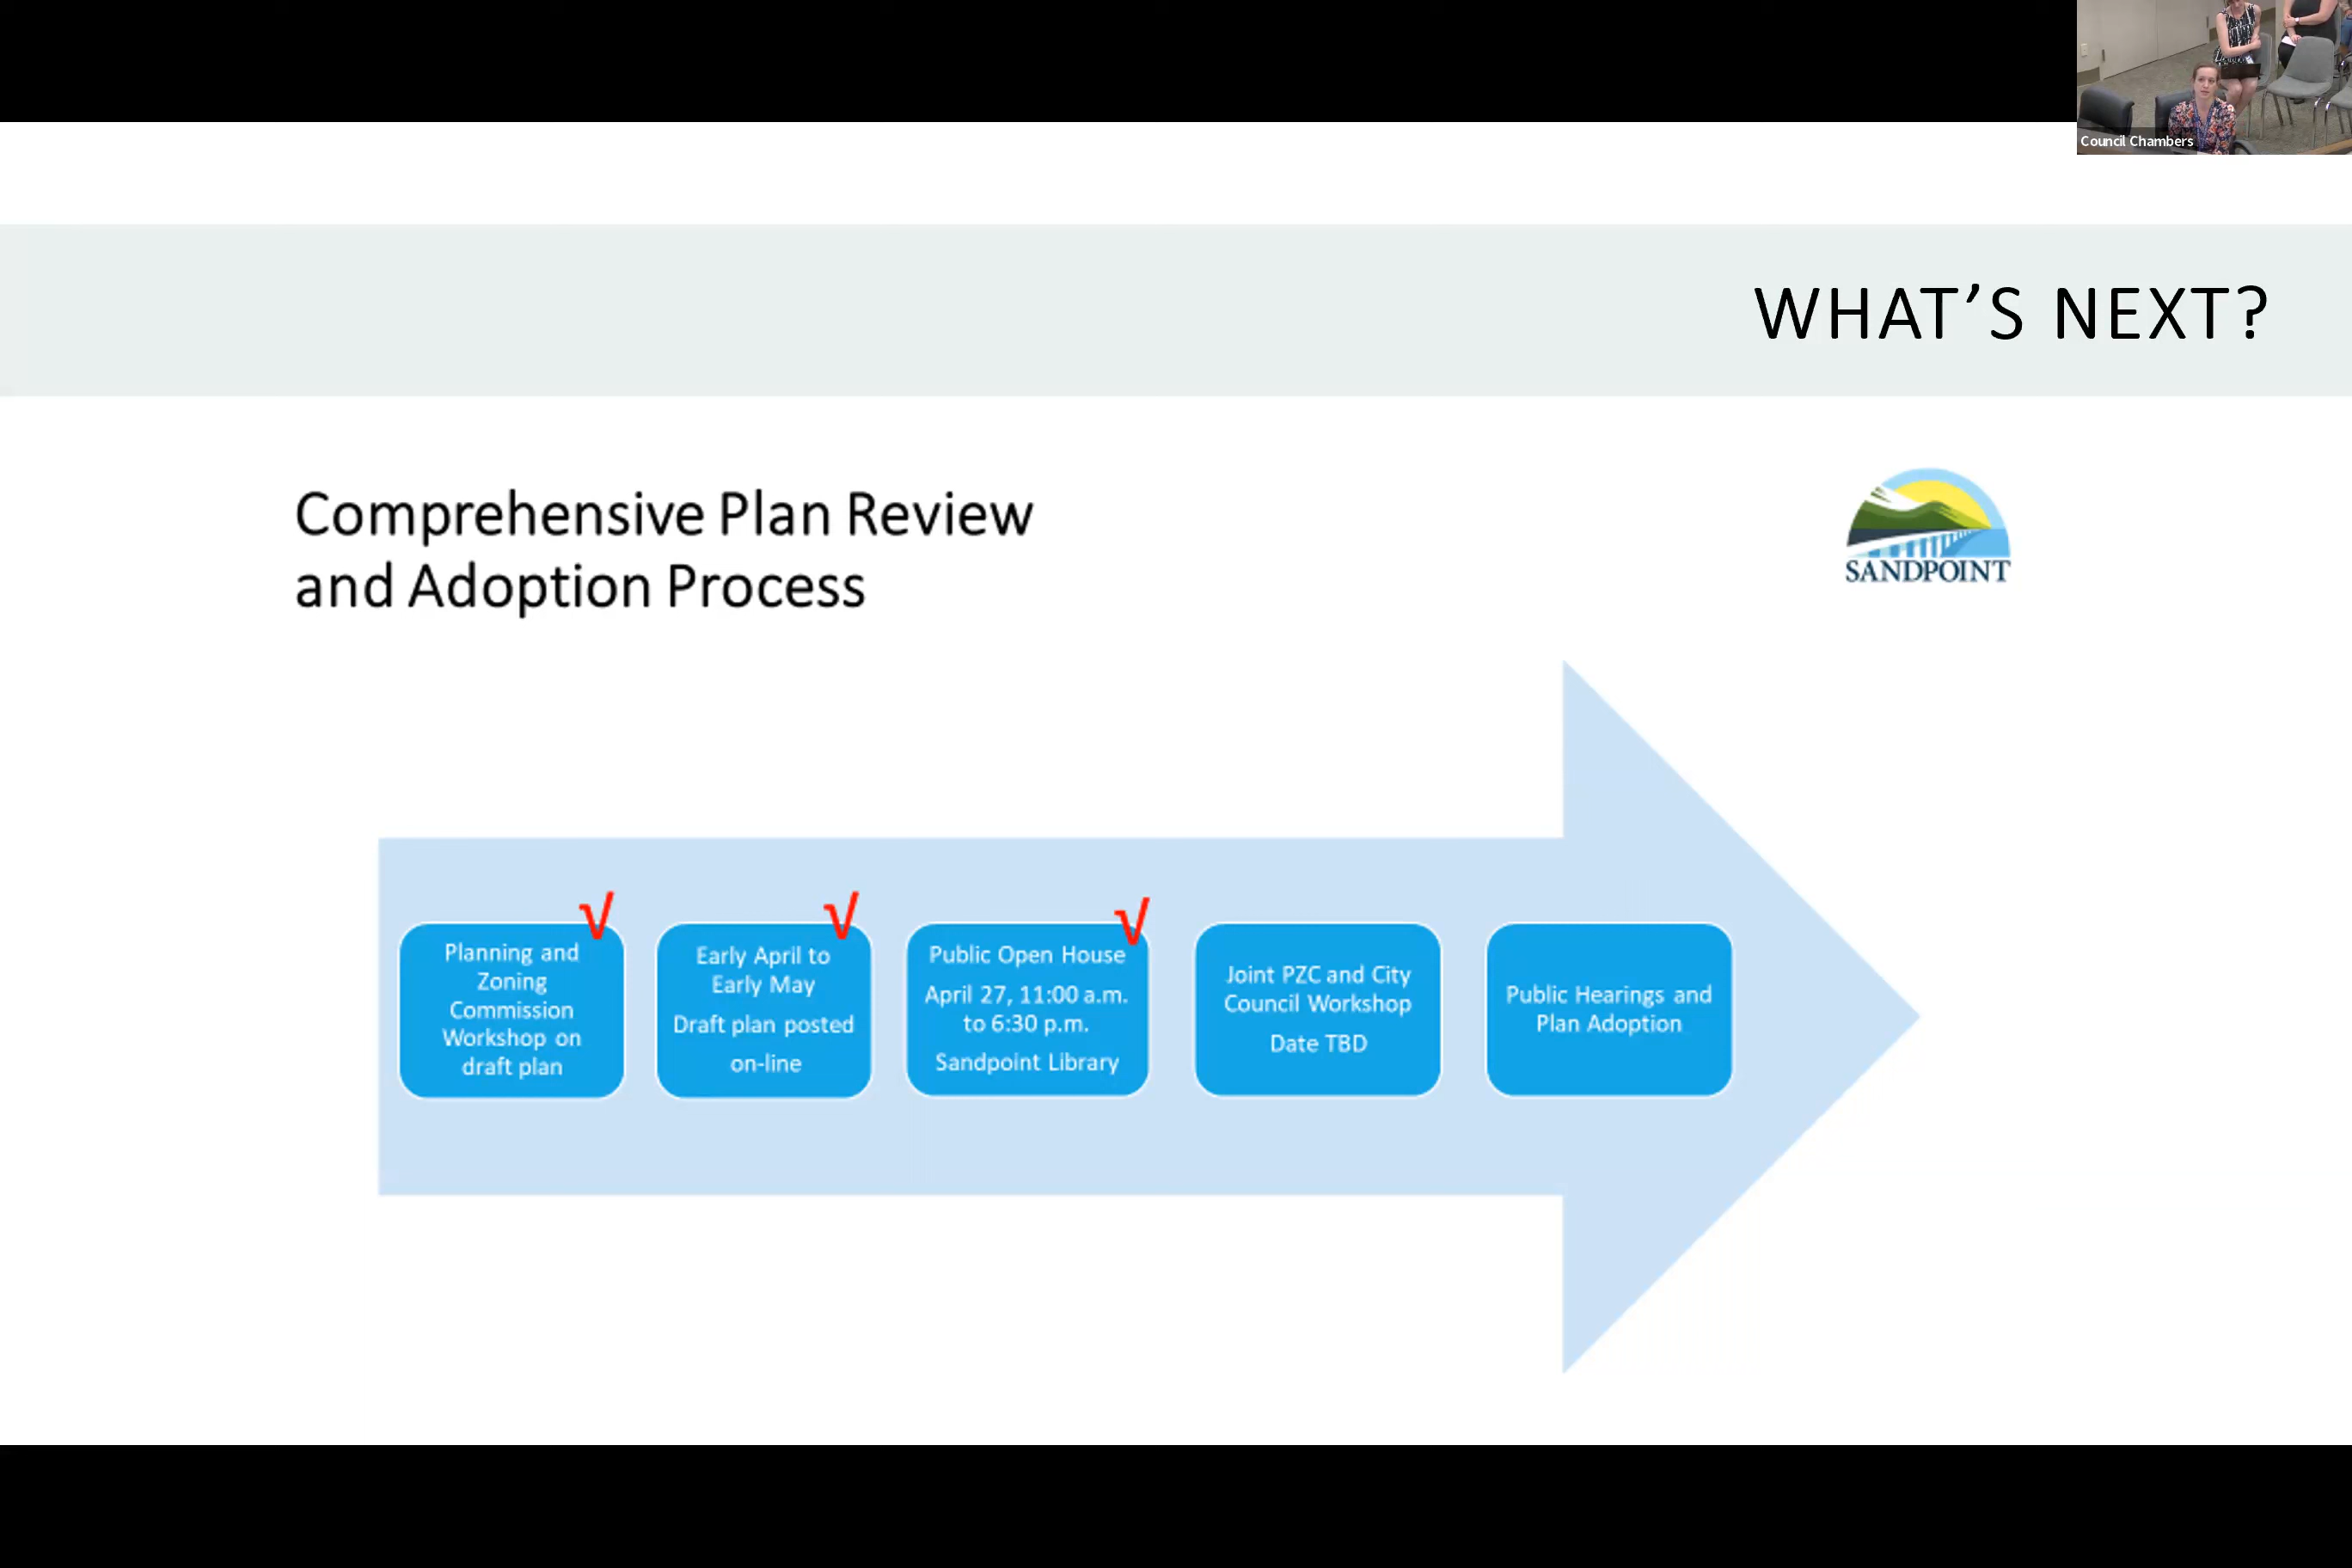 Council Chambers
WHAT'S NEXT?
Comprehensive Plan Review
and Adoption Process
SANDPOINT
√
Planning and
Zoning
Commission
Workshop on
draft plan
√
Early April to
Early May
Draft plan posted
on-line
√
Public Open House
April 27, 11:00 a.m.
to 6:30 p.m.
Sandpoint Library
Joint PZC and City
Council Workshop
Date TBD
Public Hearings and
Plan Adoption